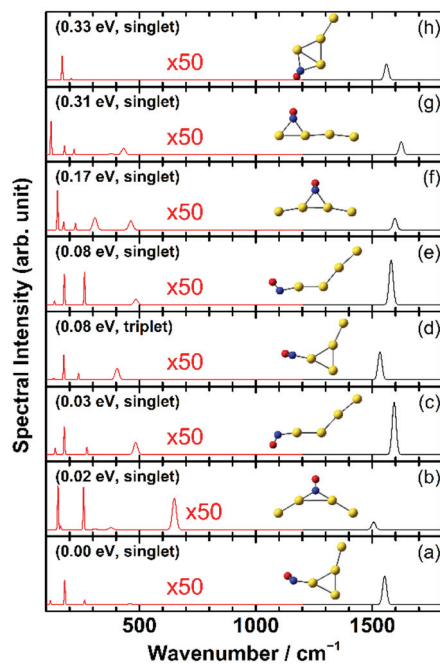 (0.33 eV, singlet) (h)
x50
(0.31 eV, singlet) (g)
x50
(0.17 eV, singlet) (f)
x50
(0.08 eV, singlet) (e)
x50
(0.08 eV, triplet) (d)
x50
(0.03 eV, singlet) (c)
x50
(0.02 eV, singlet) (b)
x50
(0.00 eV, singlet) (a)
x50
Spectral Intensity (arb. unit)
500 1000 1500
Wavenumber / cm⁻¹